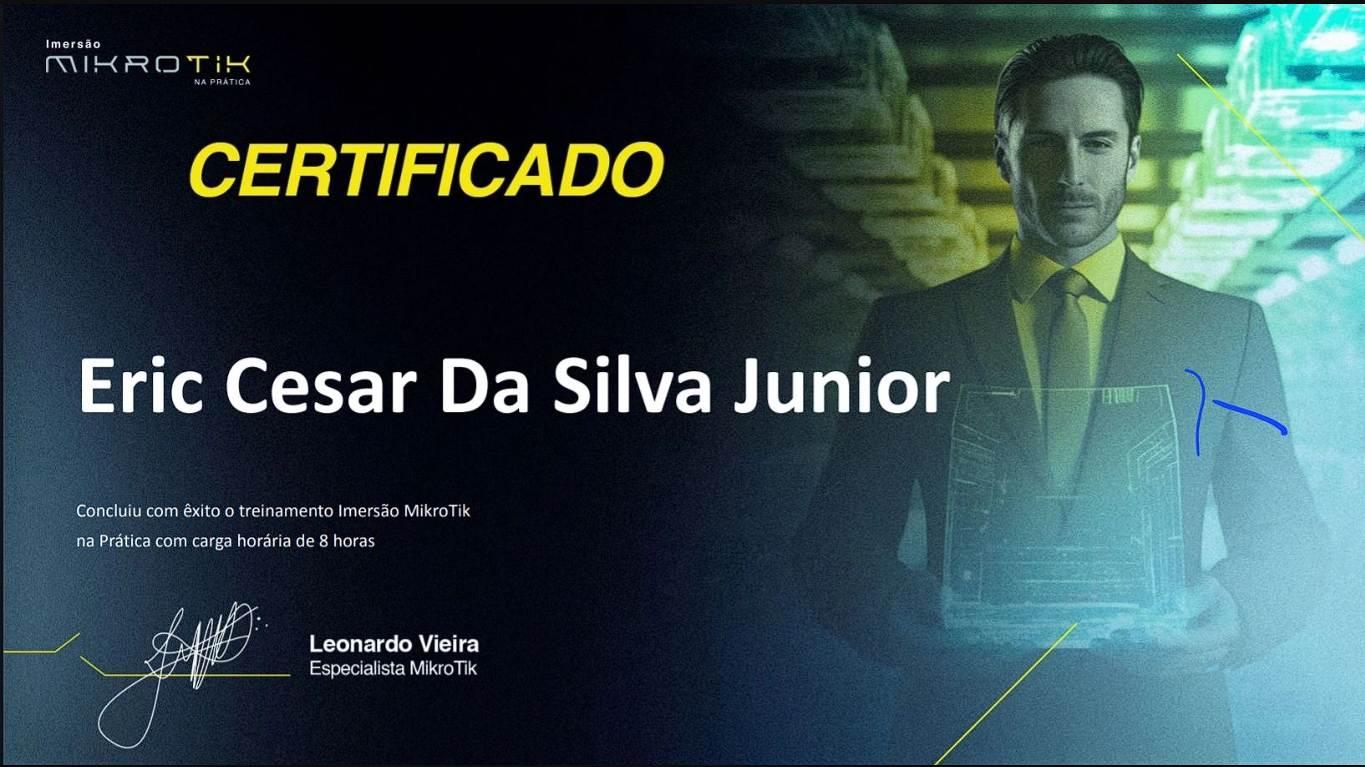 Imersão
MIKROTIK
NA PRÁTICA
CERTIFICADO
Eric Cesar Da Silva Junior
Concluiu com êxito o treinamento Imersão MikroTik
na Prática com carga horária de 8 horas
Leonardo Vieira
Especialista MikroTik